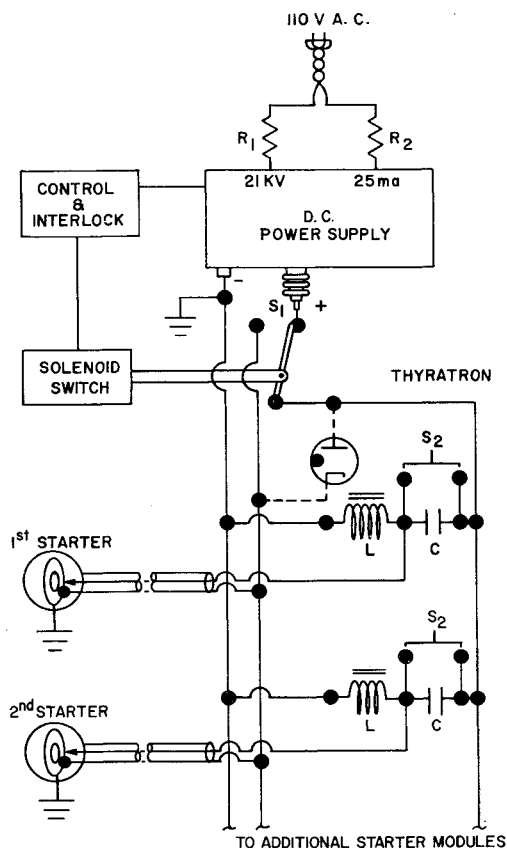 110 V A. C.
R1 R2
21 KV 25 ma
CONTROL
&
INTERLOCK
D. C.
POWER SUPPLY
-
S1 +
SOLENOID
SWITCH
THYRATRON
S2
L C
1st STARTER
S2
L C
2nd STARTER
TO ADDITIONAL STARTER MODULES